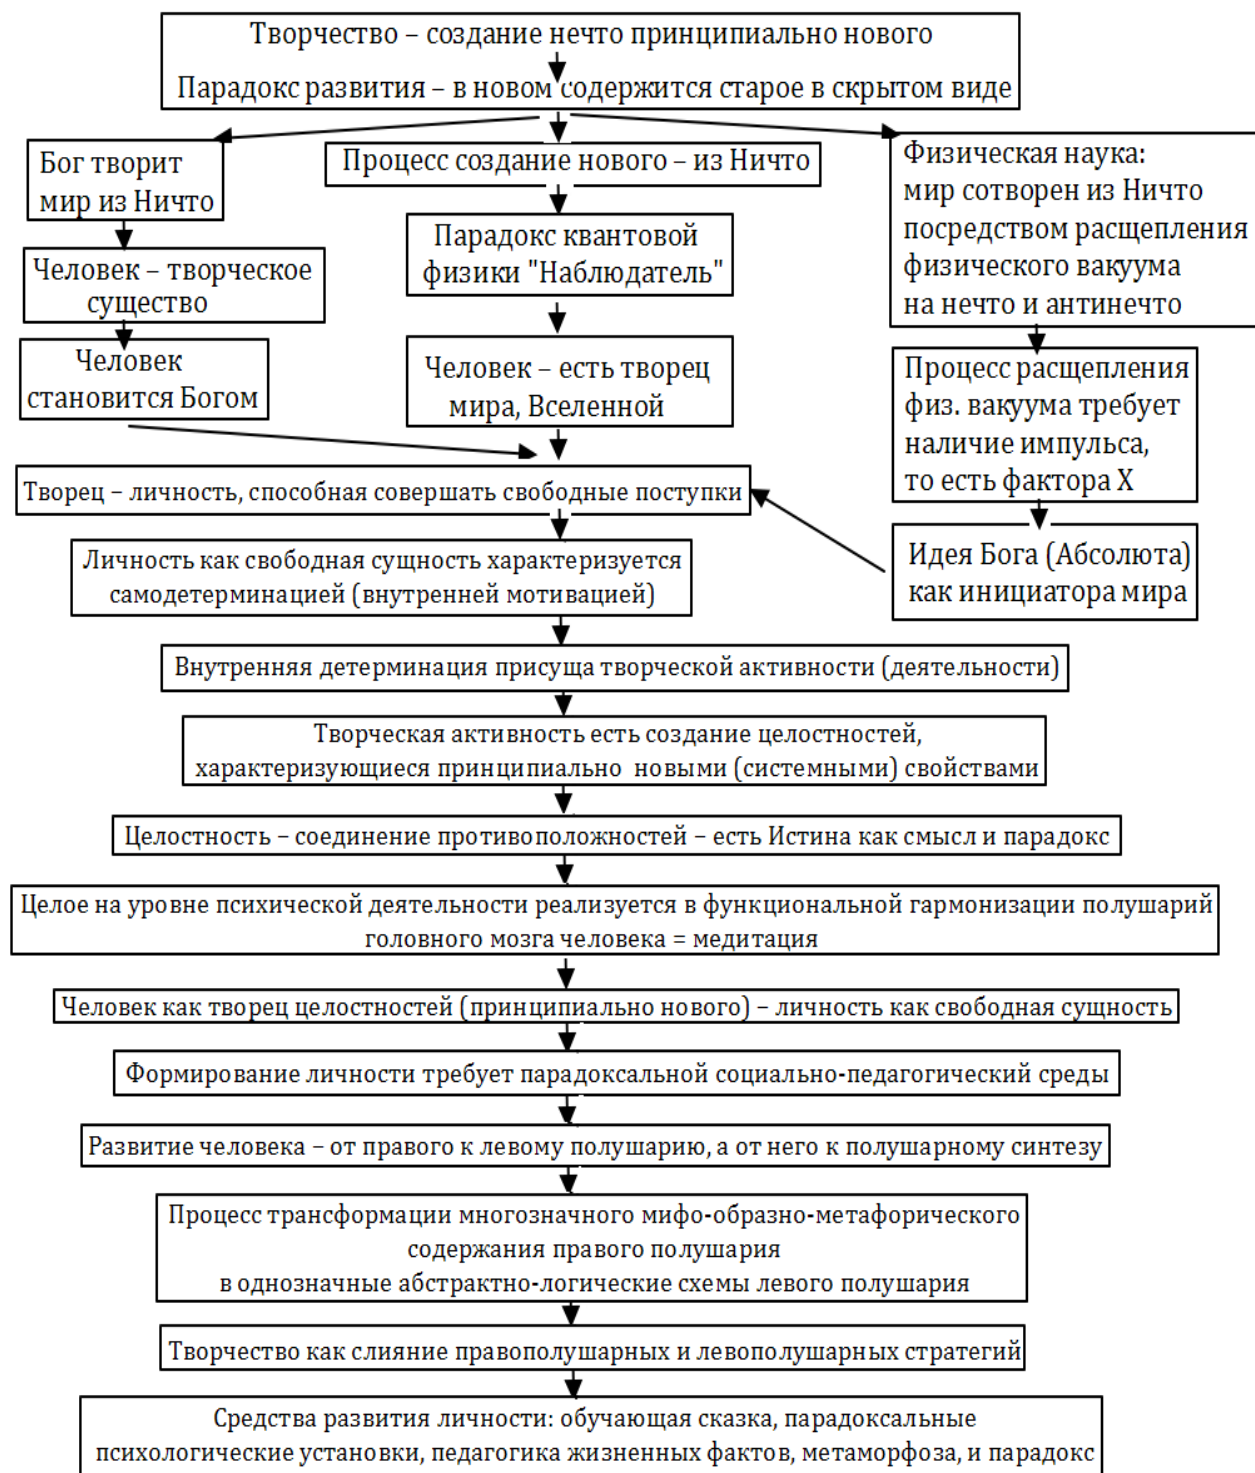 Творчество – создание нечто принципиально нового
Парадокс развития – в новом содержится старое в скрытом виде
Бог творит
мир из Ничто
Человек – творческое
существо
Человек
становится Богом
Процесс создание нового – из Ничто
Парадокс квантовой
физики "Наблюдатель"
Человек – есть творец
мира, Вселенной
Физическая наука:
мир сотворен из Ничто
посредством расщепления
физического вакуума
на нечто и антинечто
Процесс расщепления
физ. вакуума требует
наличие импульса,
то есть фактора X
Идея Бога (Абсолюта)
как инициатора мира
Творец – личность, способная совершать свободные поступки
Личность как свободная сущность характеризуется
самодетерминацией (внутренней мотивацией)
Внутренняя детерминация присуща творческой активности (деятельности)
Творческая активность есть создание целостностей,
характеризующиеся принципиально новыми (системными) свойствами
Целостность – соединение противоположностей – есть Истина как смысл и парадокс
Целое на уровне психической деятельности реализуется в функциональной гармонизации полушарий
головного мозга человека = медитация
Человек как творец целостностей (принципиально нового) – личность как свободная сущность
Формирование личности требует парадоксальной социально-педагогический среды
Развитие человека – от правого к левому полушарию, а от него к полушарному синтезу
Процесс трансформации многозначного мифо-образно-метафорического
содержания правого полушария
в однозначные абстрактно-логические схемы левого полушария
Творчество как слияние правополушарных и левополушарных стратегий
Средства развития личности: обучающая сказка, парадоксальные
психологические установки, педагогика жизненных фактов, метаморфоза, и парадокс